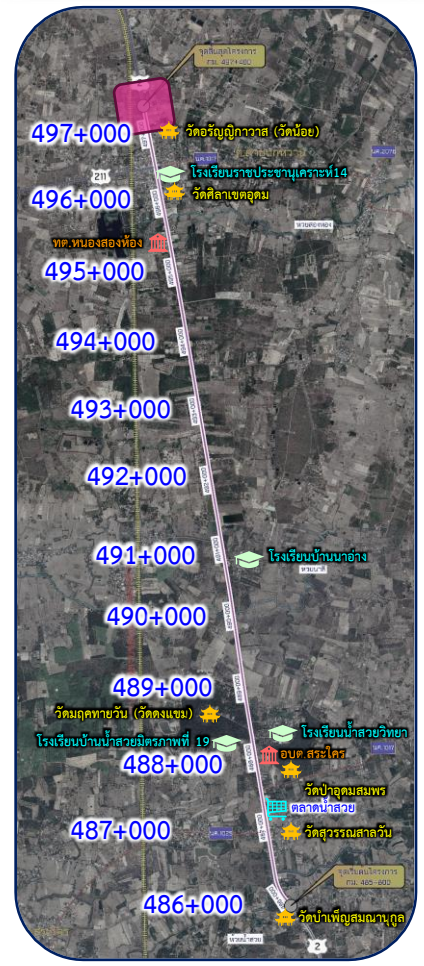 จุดสิ้นสุดโครงการ
กม. 497+480
497+000
วัดอรัญญิกาวาส (วัดน้อย)
211
โรงเรียนราชประชานุเคราะห์14
496+000
วัดศิลาเขตอุดม
ทต.หนองสองห้อง
495+000
494+000
493+000
492+000
491+000
โรงเรียนบ้านนาอ่าง
490+000
489+000
วัดมฤคทายวัน (วัดดงแขม)
โรงเรียนน้ำสวยวิทยา
โรงเรียนบ้านน้ำสวยมิตรภาพที่ 19
อบต.สระใคร
488+000
วัดป่าอุดมสมพร
ตลาดน้ำสวย
487+000
วัดสุวรรณสาลวัน
จุดเริ่มต้นโครงการ
486+000
วัดบำเพ็ญสมณานุกูล
ห้วยน้ำสวย
2